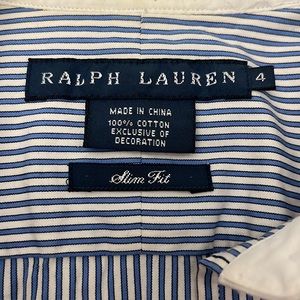 RALPH LAUREN 4
MADE IN CHINA
100% COTTON
EXCLUSIVE OF
DECORATION
Slim Fit